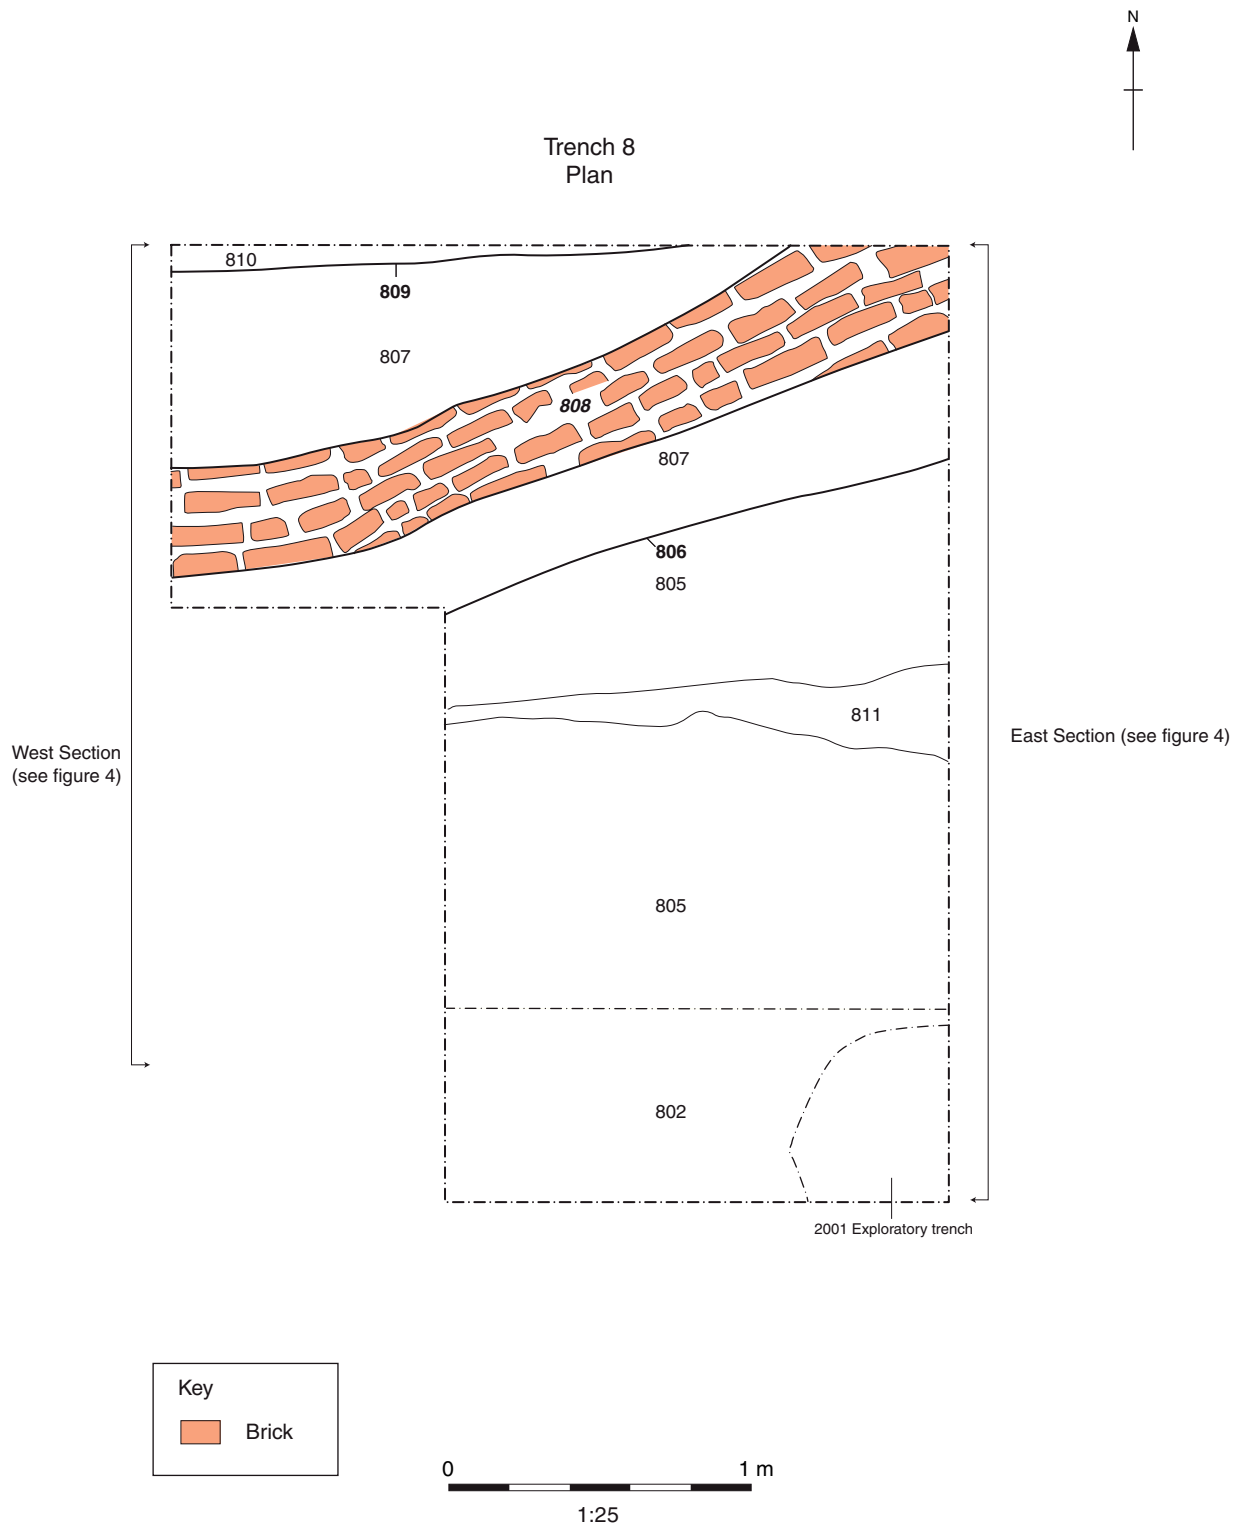 N
Trench 8
Plan
810
809
807
808
807
806
805
811
West Section
(see figure 4)
East Section (see figure 4)
805
802
2001 Exploratory trench
Key
Brick
0 1 m
1:25